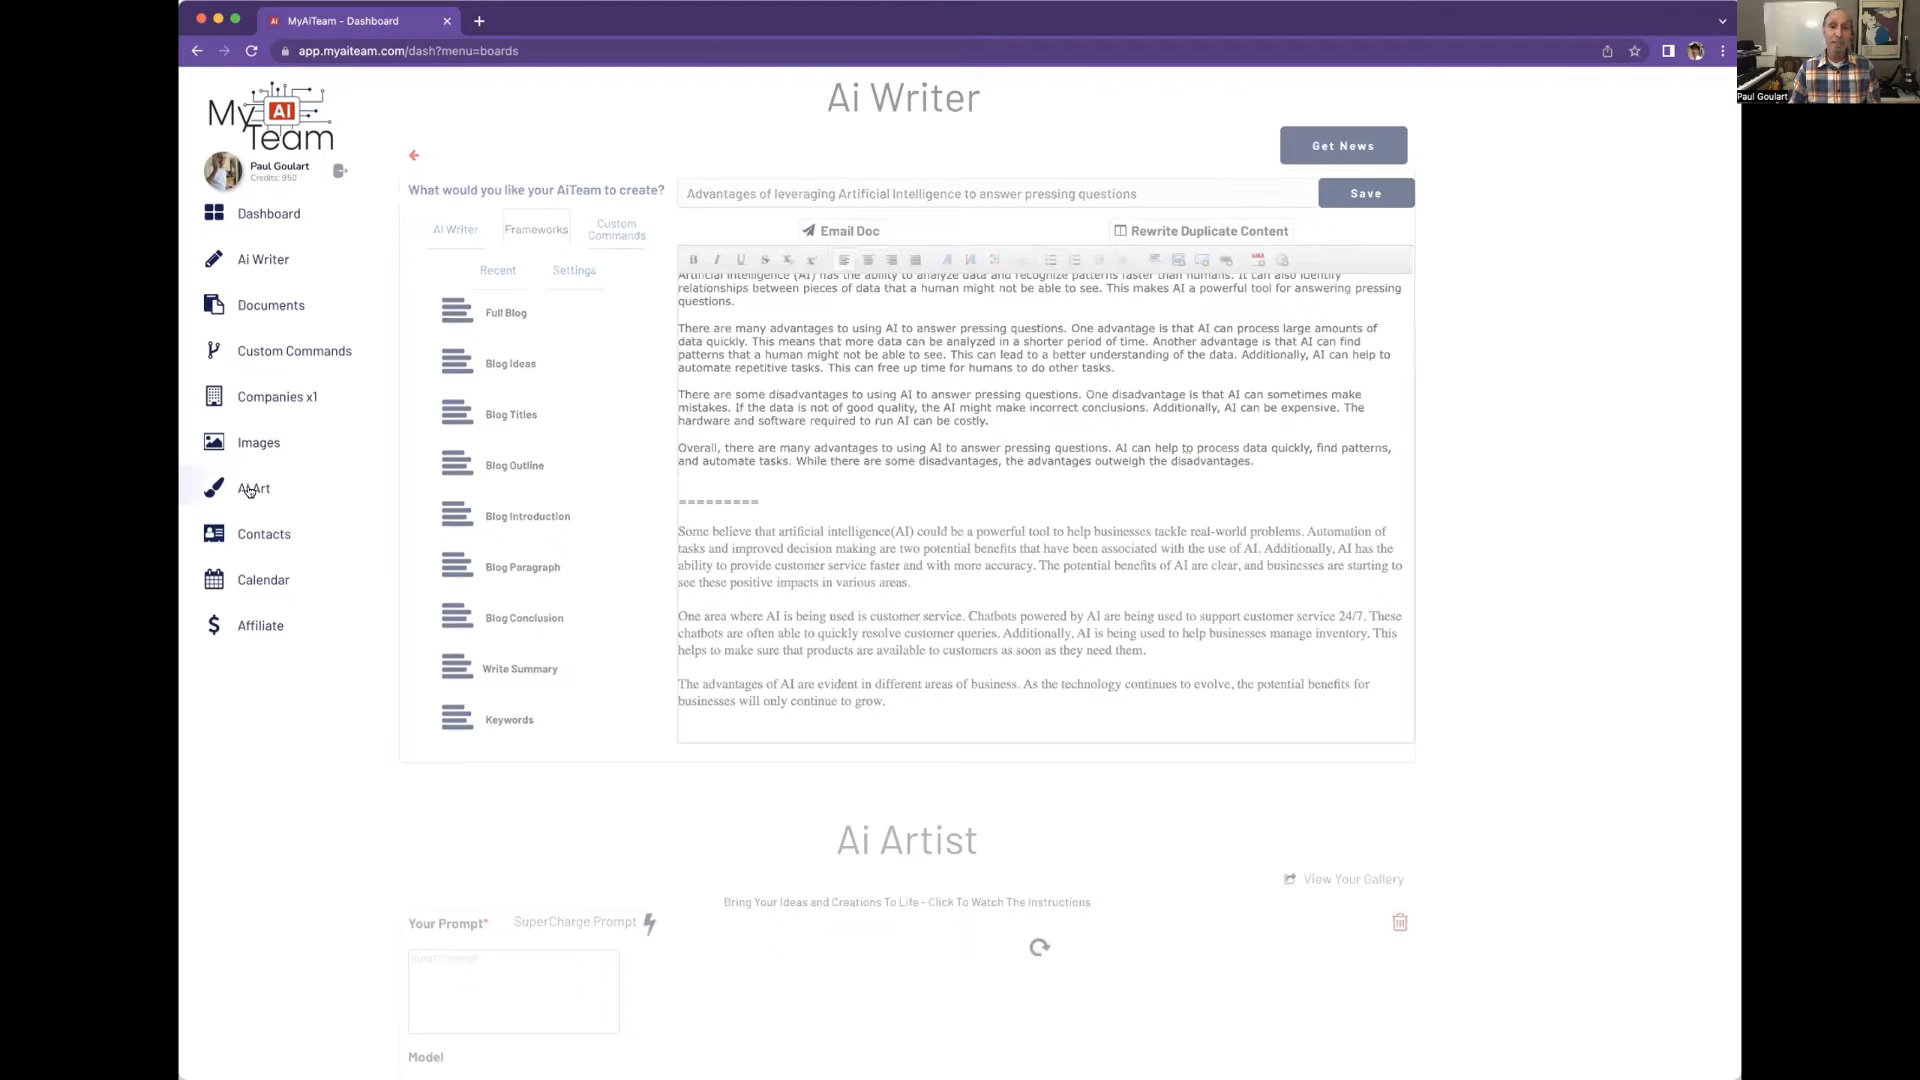 MyAiTeam - Dashboard
app.myaiteam.com/dash?menu=boards
Paul Goulart
My AI Team
Paul Goulart
Credits: 950
Dashboard
Ai Writer
Documents
Custom Commands
Companies x1
Images
Ai Art
Contacts
Calendar
Affiliate
Ai Writer
Get News
What would you like your AiTeam to create?
Advantages of leveraging Artificial Intelligence to answer pressing questions
Save
Ai Writer
Frameworks
Custom
Commands
Email Doc
Rewrite Duplicate Content
Recent
Settings
Full Blog
Blog Ideas
Blog Titles
Blog Outline
Blog Introduction
Blog Paragraph
Blog Conclusion
Write Summary
Keywords
Artificial Intelligence (AI) has the ability to analyze data and recognize patterns faster than humans. It can also identify
relationships between pieces of data that a human might not be able to see. This makes AI a powerful tool for answering pressing
questions.
There are many advantages to using AI to answer pressing questions. One advantage is that AI can process large amounts of
data quickly. This means that more data can be analyzed in a shorter period of time. Another advantage is that AI can find
patterns that a human might not be able to see. This can lead to a better understanding of the data. Additionally, AI can help to
automate repetitive tasks. This can free up time for humans to do other tasks.
There are some disadvantages to using AI to answer pressing questions. One disadvantage is that AI can sometimes make
mistakes. If the data is not of good quality, the AI might make incorrect conclusions. Additionally, AI can be expensive. The
hardware and software required to run AI can be costly.
Overall, there are many advantages to using AI to answer pressing questions. AI can help to process data quickly, find patterns,
and automate tasks. While there are some disadvantages, the advantages outweigh the disadvantages.
=========
Some believe that artificial intelligence(AI) could be a powerful tool to help businesses tackle real-world problems. Automation of
tasks and improved decision making are two potential benefits that have been associated with the use of AI. Additionally, AI has the
ability to provide customer service faster and with more accuracy. The potential benefits of AI are clear, and businesses are starting to
see these positive impacts in various areas.
One area where AI is being used is customer service. Chatbots powered by AI are being used to support customer service 24/7. These
chatbots are often able to quickly resolve customer queries. Additionally, AI is being used to help businesses manage inventory. This
helps to make sure that products are available to customers as soon as they need them.
The advantages of AI are evident in different areas of business. As the technology continues to evolve, the potential benefits for
businesses will only continue to grow.
Ai Artist
View Your Gallery
Bring Your Ideas and Creations To Life - Click To Watch The Instructions
Your Prompt*
SuperCharge Prompt
Model